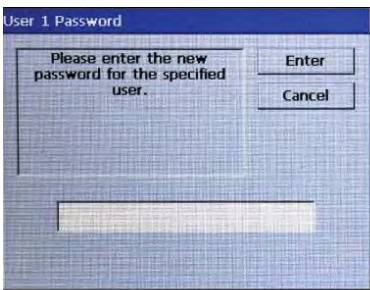 User 1 Password
Please enter the new
password for the specified
user.
Enter
Cancel